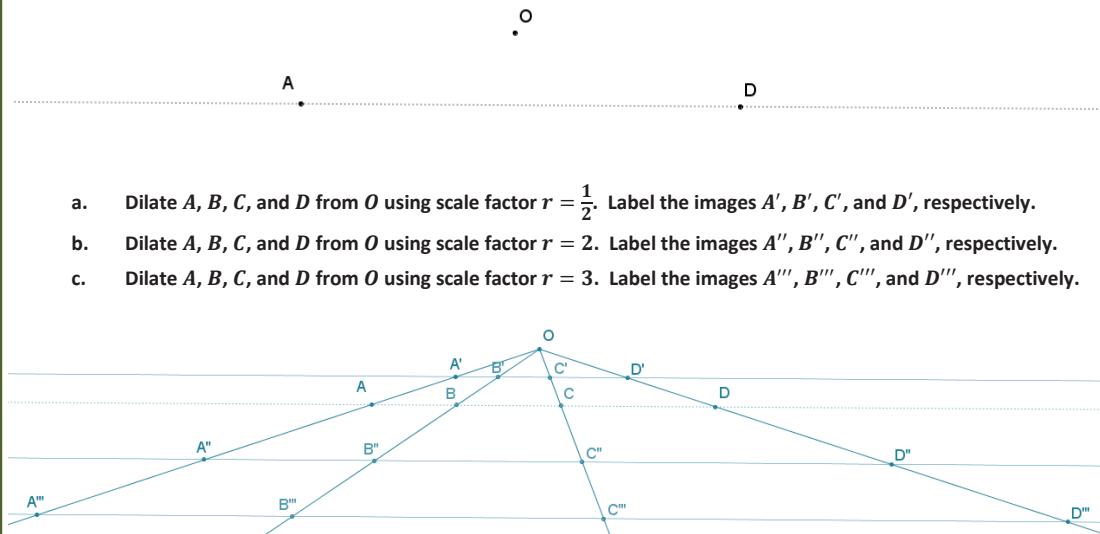 O
A
D
a. Dilate A, B, C, and D from O using scale factor r = 1/2. Label the images A′, B′, C′, and D′, respectively.
b. Dilate A, B, C, and D from O using scale factor r = 2. Label the images A′′, B′′, C′′, and D′′, respectively.
c. Dilate A, B, C, and D from O using scale factor r = 3. Label the images A′′′, B′′′, C′′′, and D′′′, respectively.
O
A' B' C' D'
A B C D
A" B" C" D"
A''' B''' C''' D'''